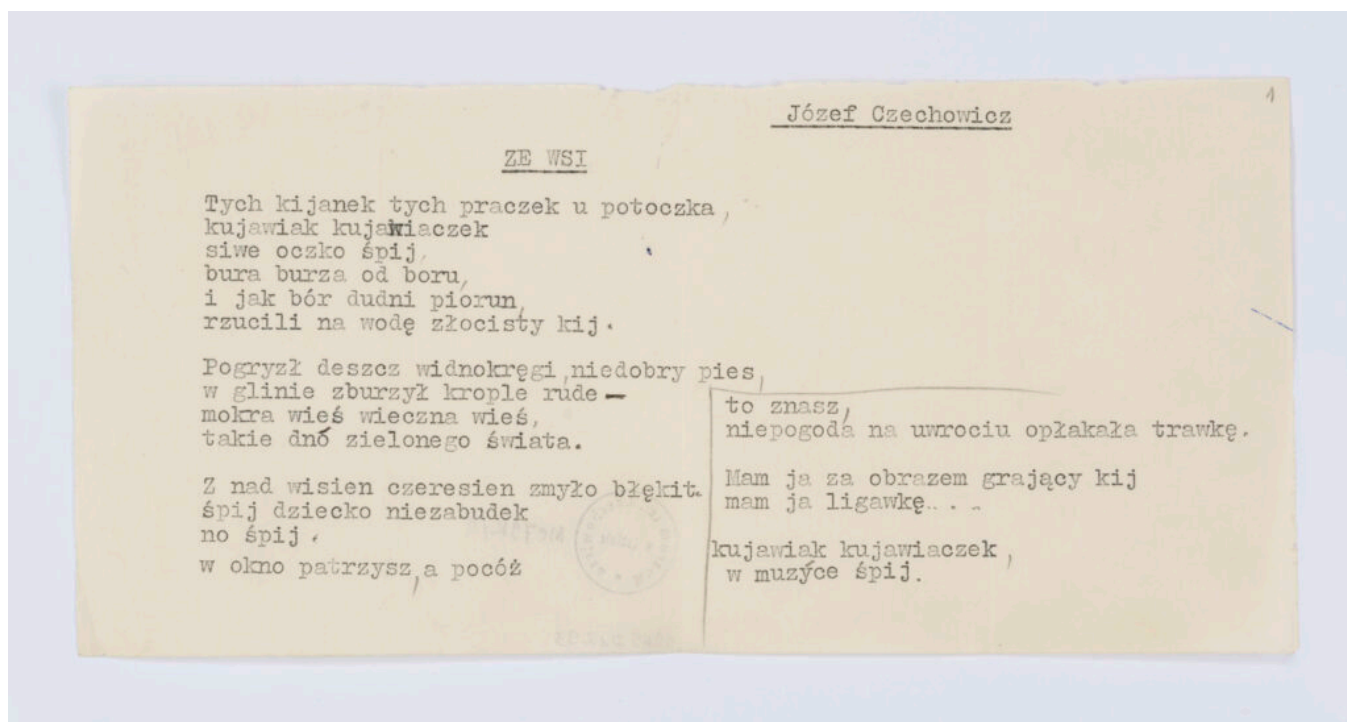 1
Józef Czechowicz
ZE WSI
Tych kijanek tych praczek u potoczka,
kujawiak kujawiaczek
siwe oczko śpij,
bura burza od boru,
i jak bór dudni piorun,
rzucili na wodę złocisty kij.
Pogryzł deszcz widnokręgi,niedobry pies,
w glinie zburzył krople rude —
mokra wieś wieczna wieś,
takie dnó zielonego świata.
Z nad wisien czeresien zmyło błękit.
śpij dziecko niezabudek
no śpij.
w okno patrzysz,a pocóż
to znasz,
niepogoda na uwrociu opłakała trawkę.
Mam ja za obrazem grający kij
mam ja ligawkę.. . .
kujawiak kujawiaczek,
w muzýce śpij.